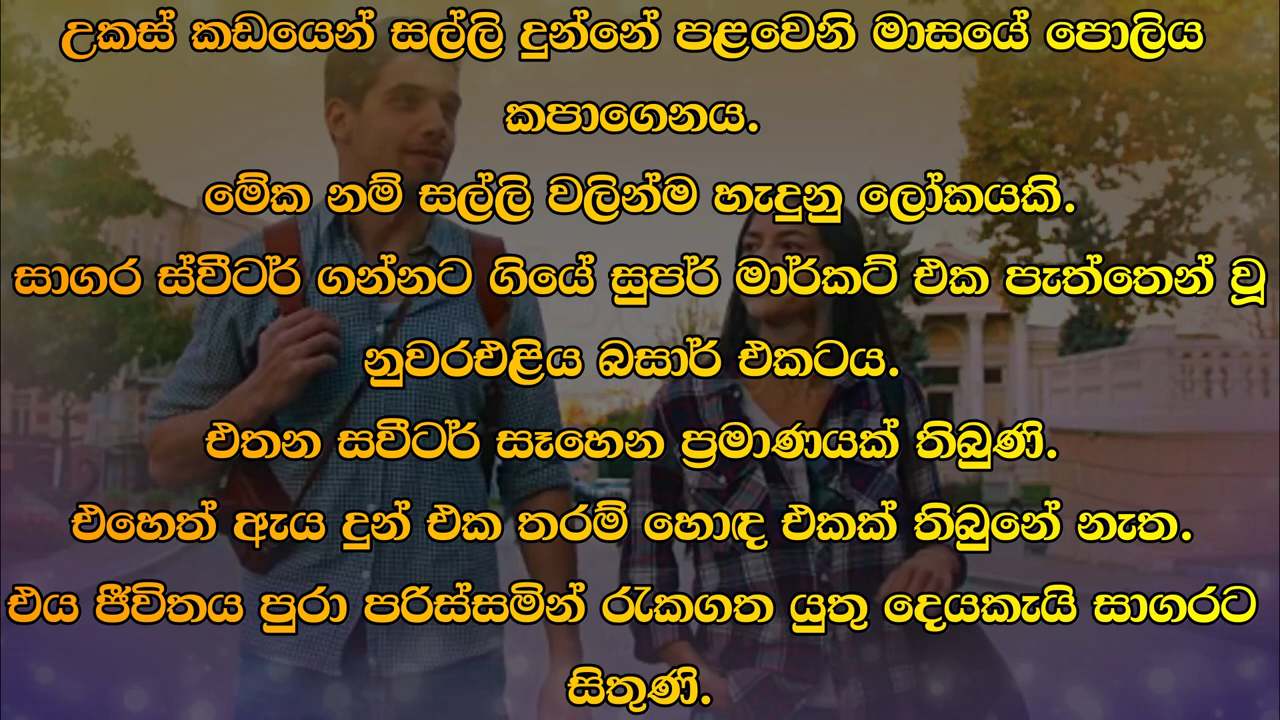 උකස් කඩයෙන් සල්ලි දුන්නේ පළවෙනි මාසයේ පොලිය
කපාගෙනය.
මේක නම් සල්ලි වලින්ම හැදුනු ලෝකයකි.
සාගර ස්වීටර් ගන්නට ගියේ සුපර් මාර්කට් එක පැත්තෙන් වූ
නුවරඑළිය බසාර් එකටය.
එතන සවීටර් සෑහෙන ප්‍රමාණයක් තිබුණි.
එහෙත් ඇය දුන් එක තරම් හොඳ එකක් තිබුනේ නැත.
එය ජීවිතය පුරා පරිස්සමින් රැකගත යුතු දෙයකැයි සාගරට
සිතුණි.